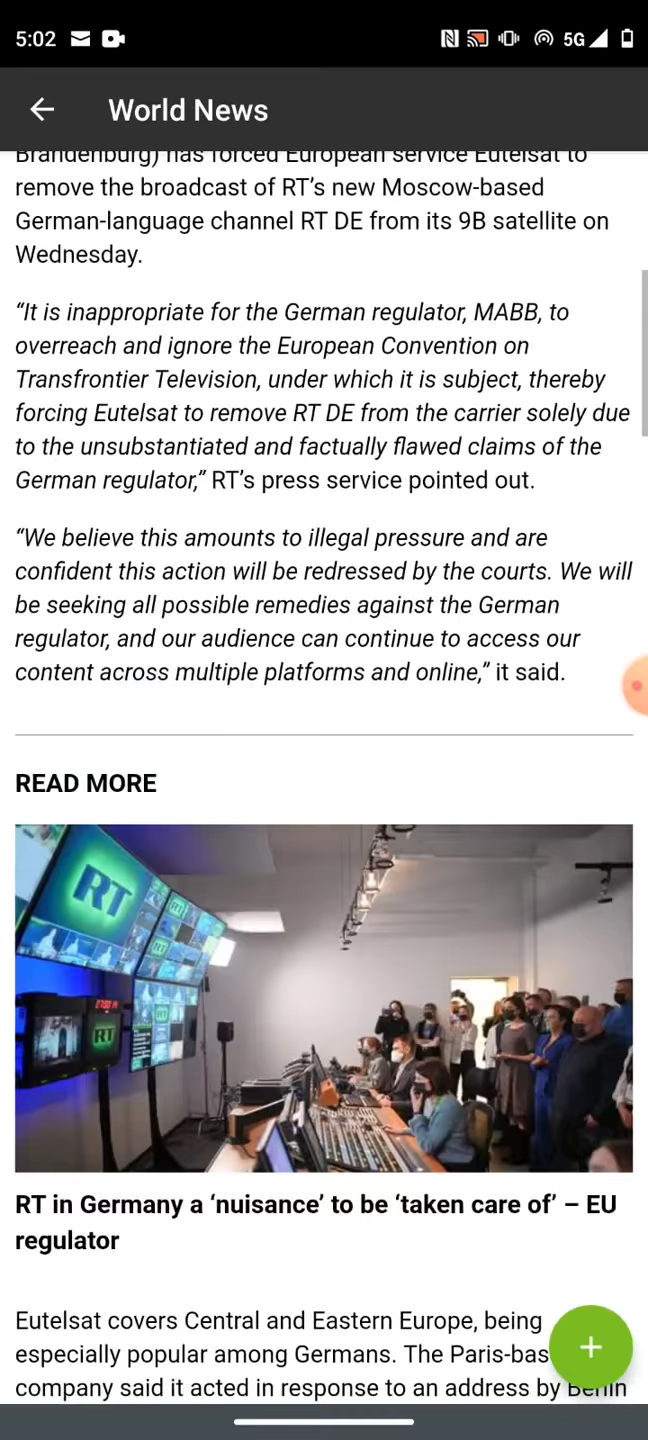 5:02
5G
World News
Brandenburg) has forced European service Eutelsat to
remove the broadcast of RT’s new Moscow-based
German-language channel RT DE from its 9B satellite on
Wednesday.
“It is inappropriate for the German regulator, MABB, to
overreach and ignore the European Convention on
Transfrontier Television, under which it is subject, thereby
forcing Eutelsat to remove RT DE from the carrier solely due
to the unsubstantiated and factually flawed claims of the
German regulator,” RT’s press service pointed out.
“We believe this amounts to illegal pressure and are
confident this action will be redressed by the courts. We will
be seeking all possible remedies against the German
regulator, and our audience can continue to access our
content across multiple platforms and online,” it said.
READ MORE
RT
RT
RT
RT in Germany a ‘nuisance’ to be ‘taken care of’ – EU
regulator
Eutelsat covers Central and Eastern Europe, being
especially popular among Germans. The Paris-bas
company said it acted in response to an address by Berlin